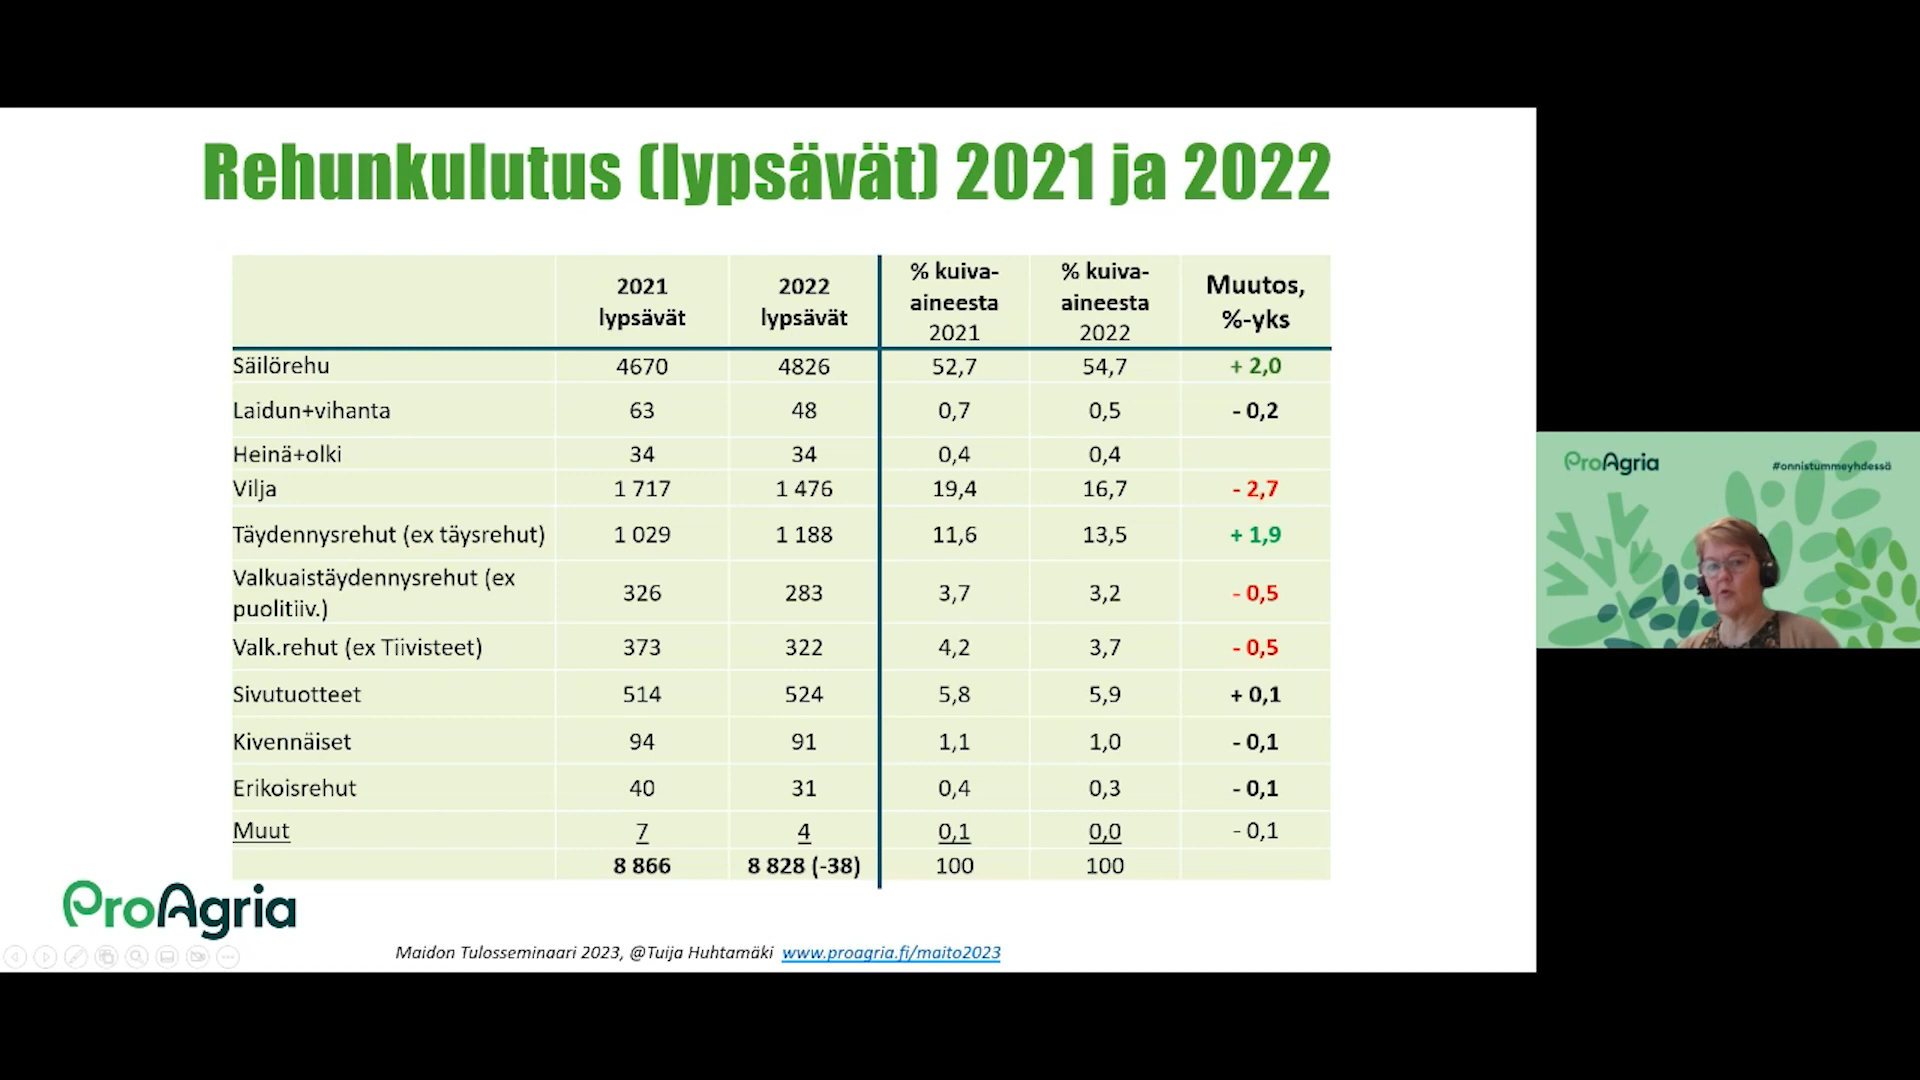 Rehunkulutus (lypsävät) 2021 ja 2022
2021 lypsävät 2022 lypsävät % kuiva-aineesta 2021 % kuiva-aineesta 2022 Muutos, %-yks
Säilörehu 4670 4826 52,7 54,7 + 2,0
Laidun+vihanta 63 48 0,7 0,5 - 0,2
Heinä+olki 34 34 0,4 0,4
Vilja 1 717 1 476 19,4 16,7 - 2,7
Täydennysrehut (ex täysrehut) 1 029 1 188 11,6 13,5 + 1,9
Valkuaistäydennysrehut (ex puolitiiv.) 326 283 3,7 3,2 - 0,5
Valk.rehut (ex Tiivisteet) 373 322 4,2 3,7 - 0,5
Sivutuotteet 514 524 5,8 5,9 + 0,1
Kivennäiset 94 91 1,1 1,0 - 0,1
Erikoisrehut 40 31 0,4 0,3 - 0,1
Muut 7 4 0,1 0,0 - 0,1
8 866 8 828 (-38) 100 100
ProAgria
Maidon Tulosseminaari 2023, @Tuija Huhtamäki www.proagria.fi/maito2023
ProAgria
#onnistummeyhdessä